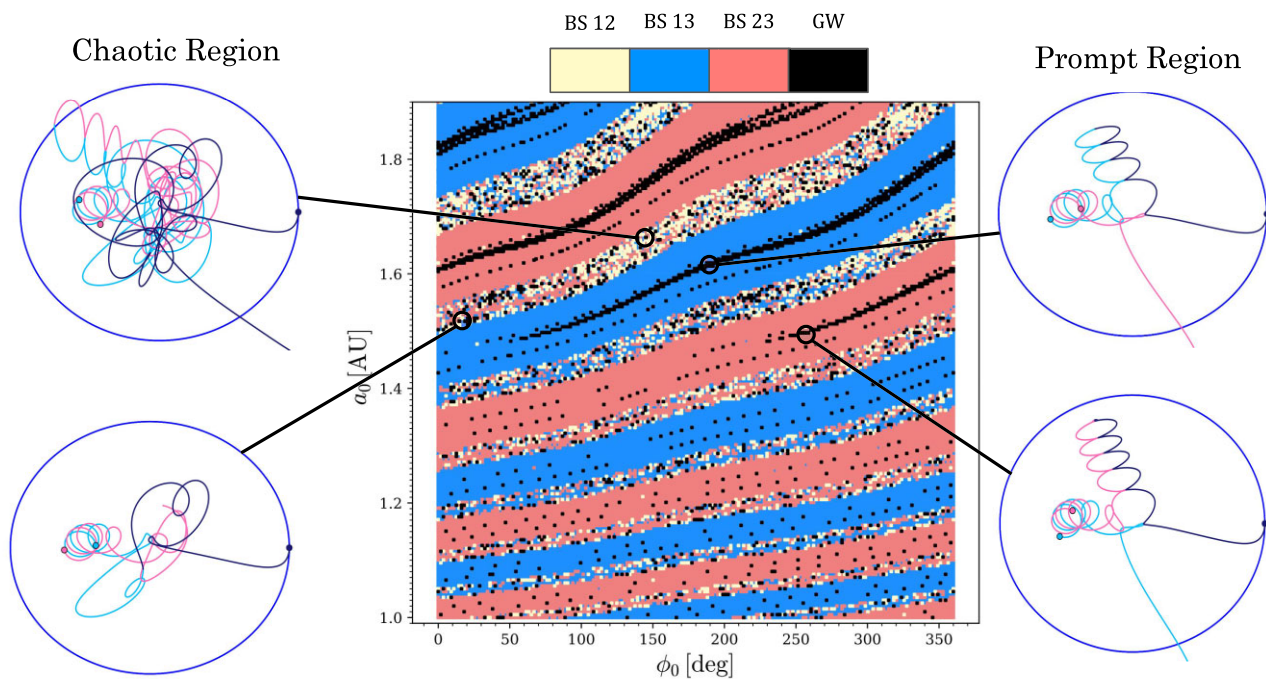 BS 12 BS 13 BS 23 GW
Chaotic Region
Prompt Region
1.8
1.6
1.4
1.2
1.0
a₀ [AU]
0 50 100 150 200 250 300 350
ϕ₀ [deg]